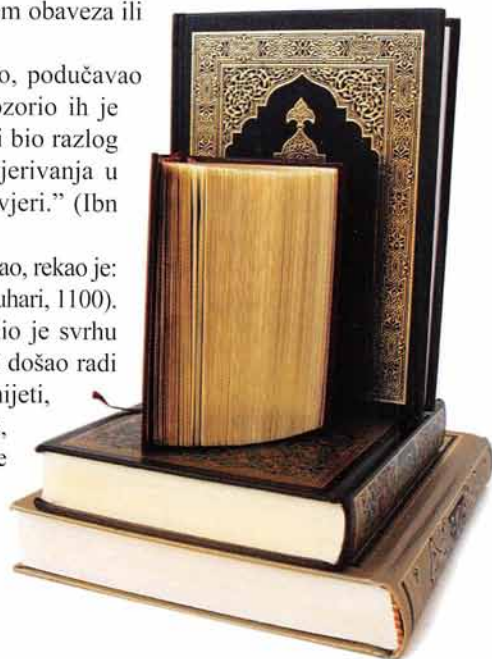 m obaveza ili
o, podučavao
ozorio ih je
i bio razlog
jerivanja u
vjeri.” (Ibn
ao, rekao je:
uhari, 1100).
io je svrhu
došao radi
nijeti,
,
e